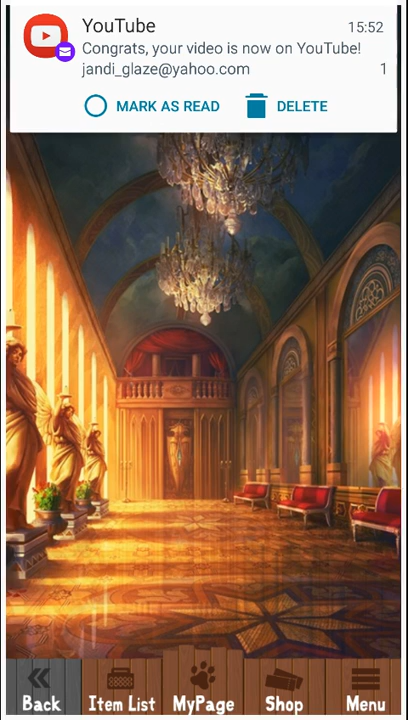 YouTube 15:52
Congrats, your video is now on YouTube!
jandi_glaze@yahoo.com 1
MARK AS READ DELETE
Back Item List MyPage Shop Menu